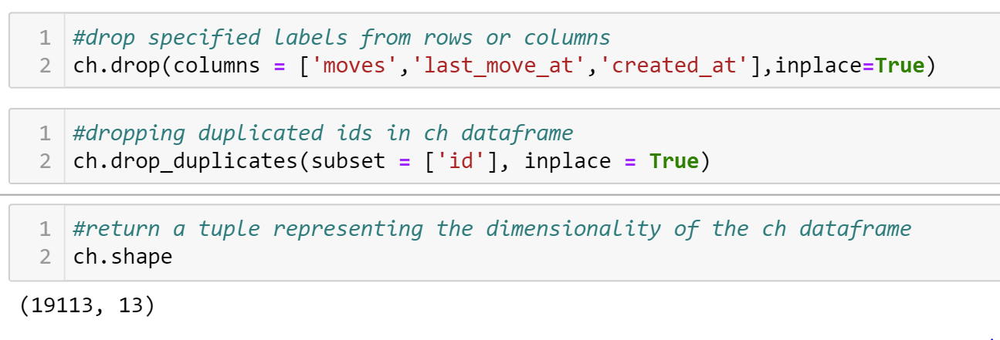 1 #drop specified labels from rows or columns
2 ch.drop(columns = ['moves','last_move_at','created_at'],inplace=True)
1 #dropping duplicated ids in ch dataframe
2 ch.drop_duplicates(subset = ['id'], inplace = True)
1 #return a tuple representing the dimensionality of the ch dataframe
2 ch.shape
(19113, 13)